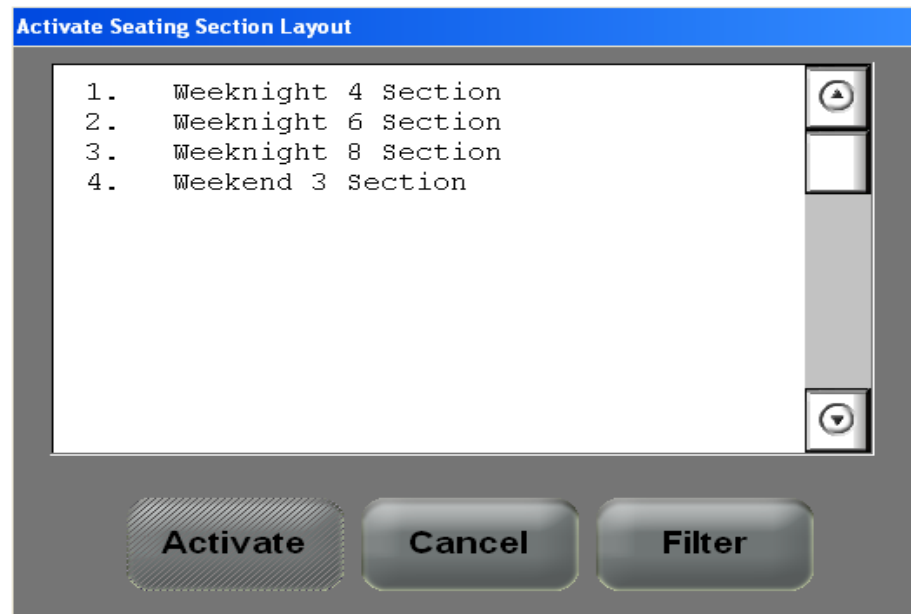 Activate Seating Section Layout
1. Weeknight 4 Section
2. Weeknight 6 Section
3. Weeknight 8 Section
4. Weekend 3 Section
Activate Cancel Filter